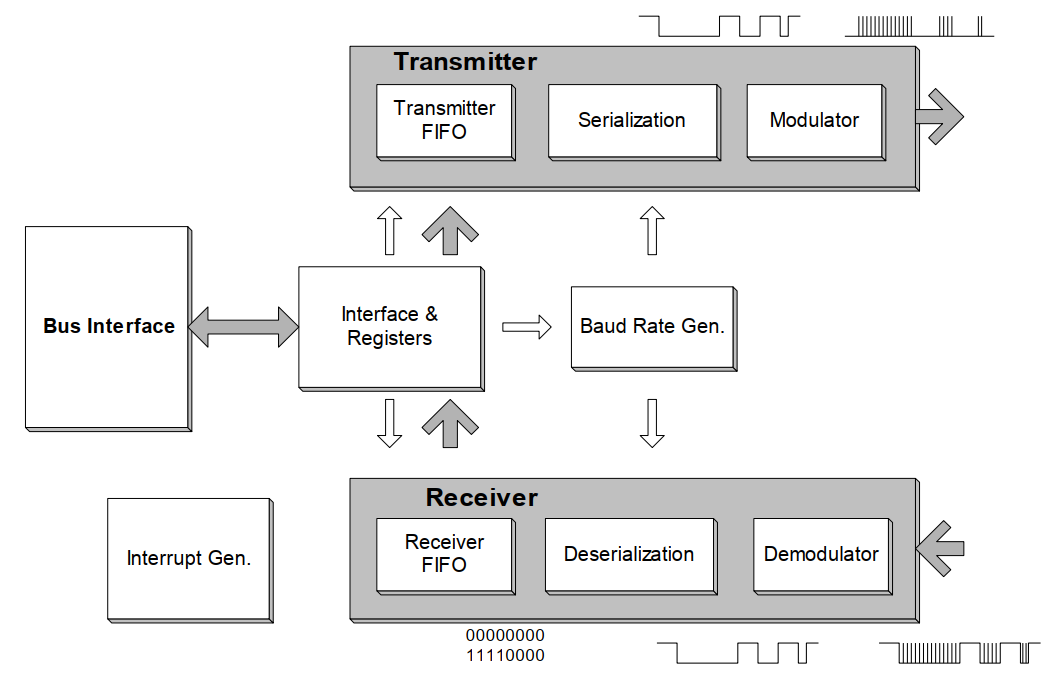 Transmitter
Transmitter
FIFO
Serialization
Modulator
Bus Interface
Interface &
Registers
Baud Rate Gen.
Receiver
Interrupt Gen.
Receiver
FIFO
Deserialization
Demodulator
00000000
11110000